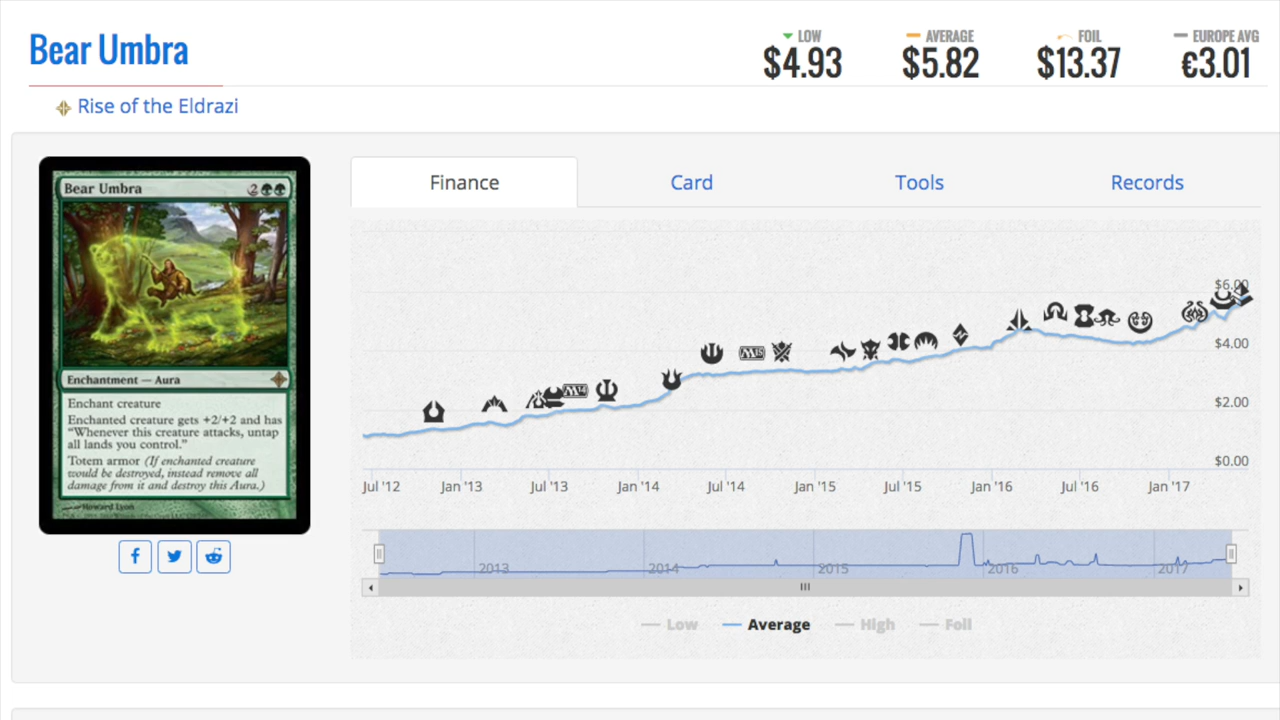 Bear Umbra
LOW
$4.93
AVERAGE
$5.82
FOIL
$13.37
EUROPE AVG
€3.01
Rise of the Eldrazi
Bear Umbra 2
Enchantment — Aura
Enchant creature
Enchanted creature gets +2/+2 and has
“Whenever this creature attacks, untap
all lands you control.”
Totem armor (If enchanted creature
would be destroyed, instead remove all
damage from it and destroy this Aura.)
Howard Lyon
Finance
Card
Tools
Records
M15
M14
$6.00
$4.00
$2.00
$0.00
Jul '12
Jan '13
Jul '13
Jan '14
Jul '14
Jan '15
Jul '15
Jan '16
Jul '16
Jan '17
2013
2014
2015
2016
2017
Low
Average
High
Foil